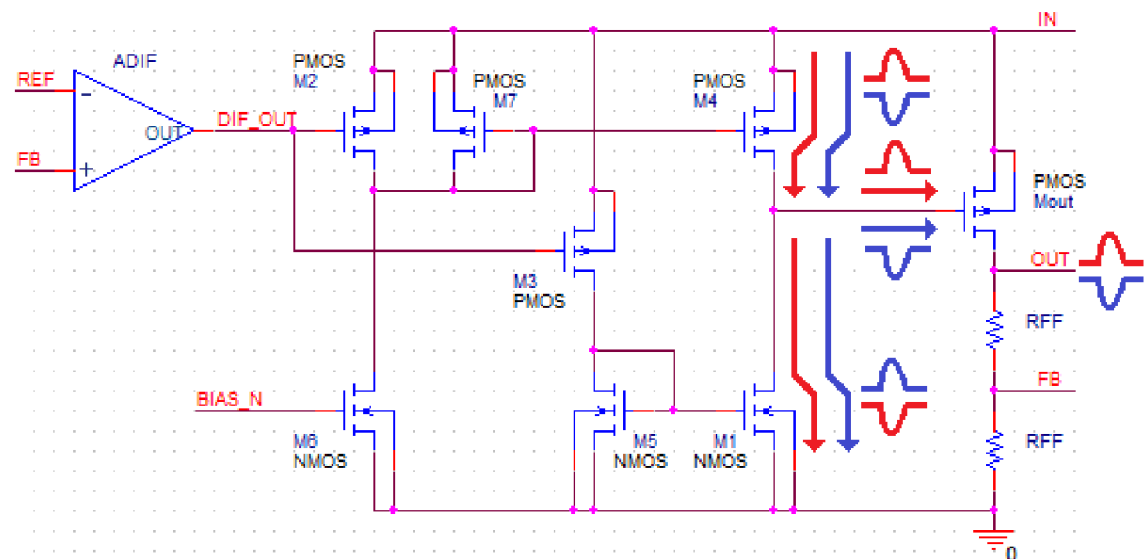 IN
ADIF
REF
-
OUT
DIF_OUT
FB
+
PMOS
M2
PMOS
M7
PMOS
M4
PMOS
Mout
M3
PMOS
OUT
RFF
FB
RFF
BIAS_N
M6
NMOS
M5
NMOS
M1
NMOS
0